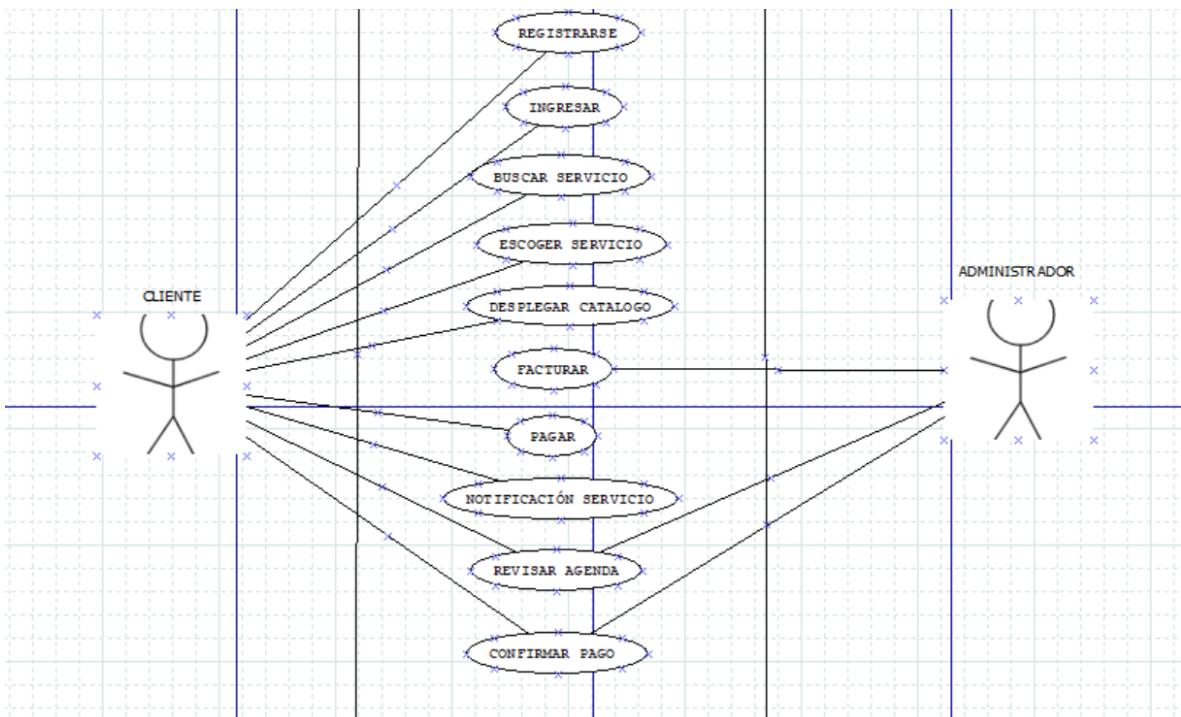 REGISTRARSE
INGRESAR
BUSCAR SERVICIO
ESCOGER SERVICIO
ADMINISTRADOR
CLIENTE
DESPLEGAR CATALOGO
FACTURAR
PAGAR
NOTIFICACIÓN SERVICIO
REVISAR AGENDA
CONFIRMAR PAGO